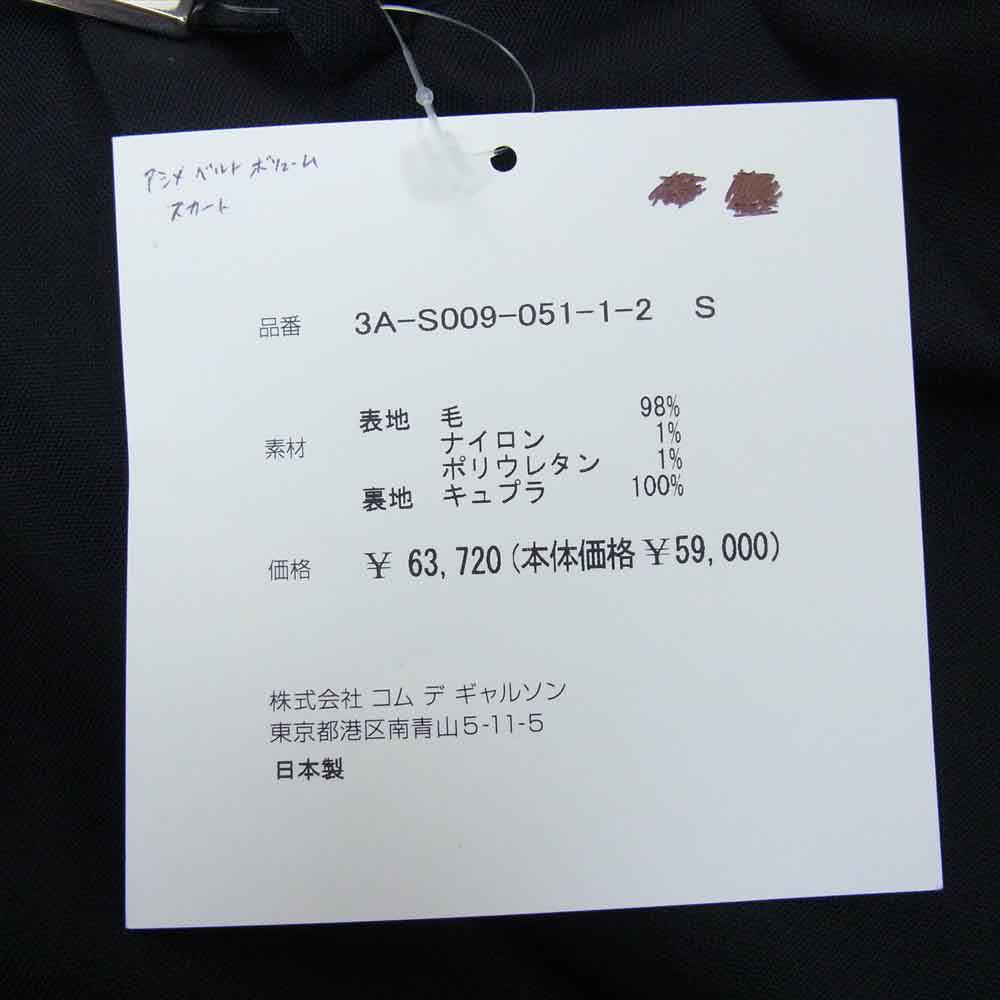 アシメ ベルト ボリューム
スカート
品番 3A-S009-051-1-2 S
素材 表地 毛 98%
ナイロン 1%
ポリウレタン 1%
裏地 キュプラ 100%
価格 ￥ 63,720(本体価格￥59,000)
株式会社 コム デ ギャルソン
東京都港区南青山5-11-5
日本製